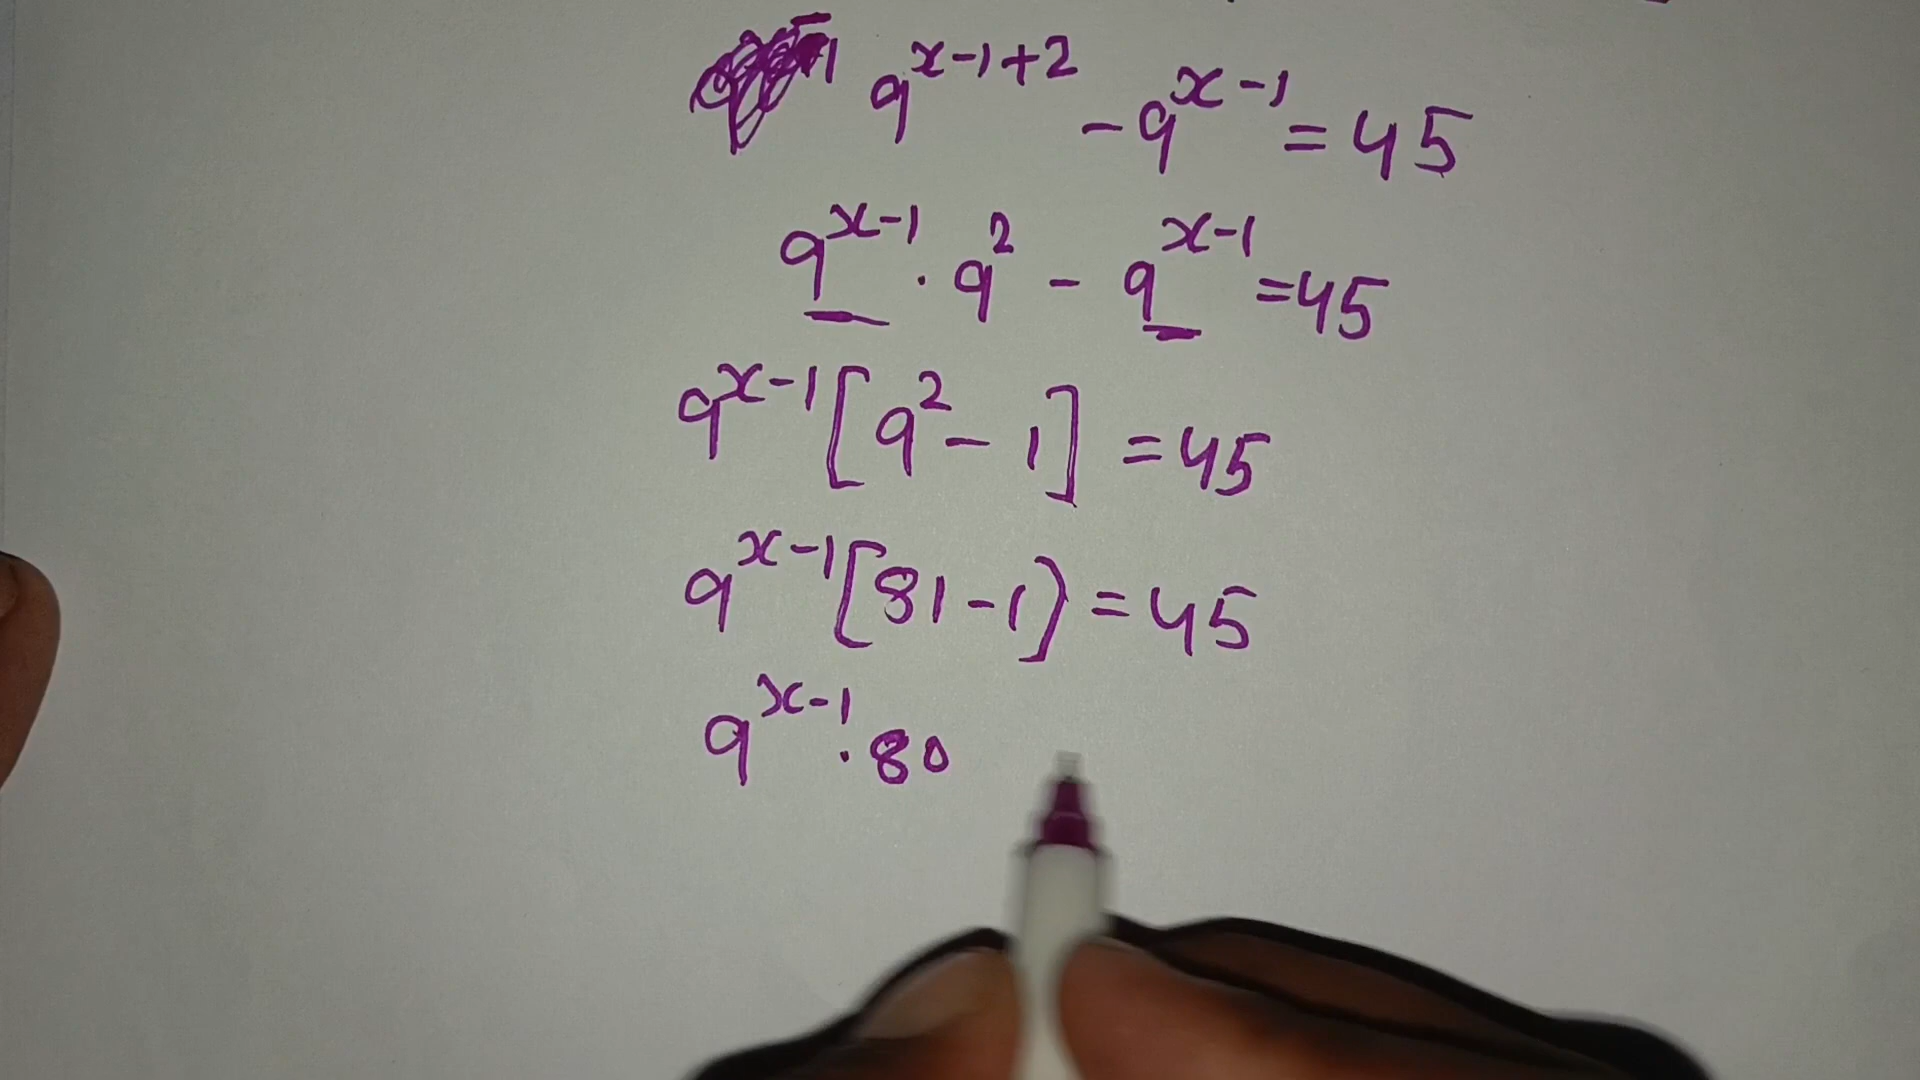 9^{x-1+2} - 9^{x-1} = 45
9^{x-1} · 9^2 - 9^{x-1} = 45
9^{x-1} [9^2 - 1] = 45
9^{x-1} [81 - 1) = 45
9^{x-1} · 80